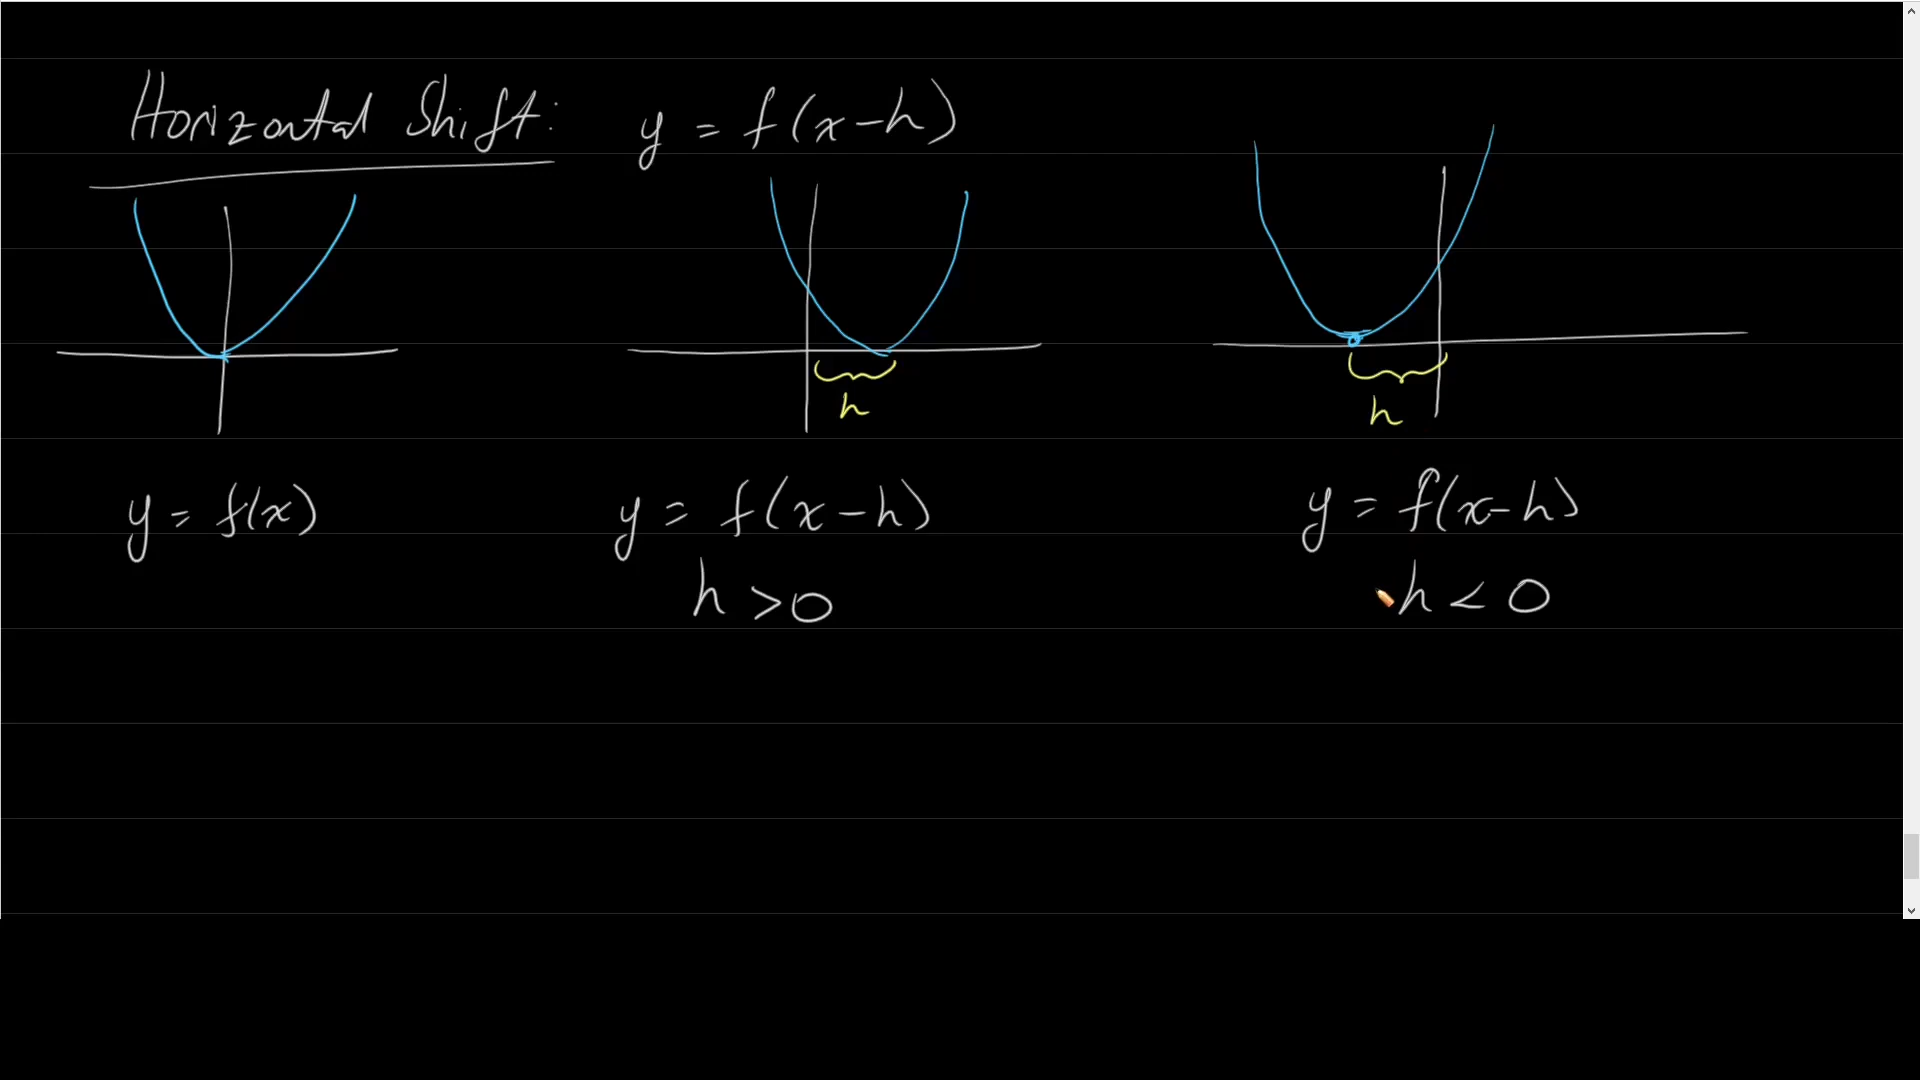 Horizontal Shift: y = f(x-h)
h
h
y = f(x)
y = f(x-h)
y = f(x-h)
h > 0
h < 0